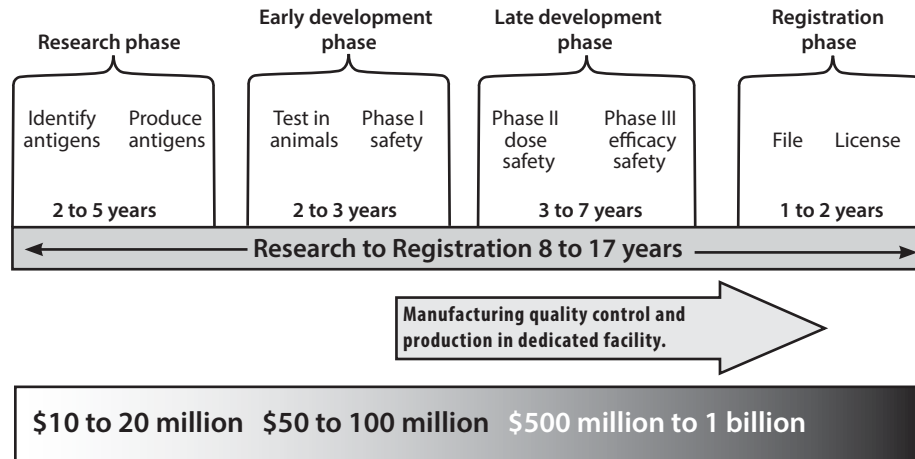 Research phase
Early development
phase
Late development
phase
Registration
phase
Identify
antigens
Produce
antigens
Test in
animals
Phase I
safety
Phase II
dose
safety
Phase III
efficacy
safety
File
License
2 to 5 years
2 to 3 years
3 to 7 years
1 to 2 years
Research to Registration 8 to 17 years
Manufacturing quality control and
production in dedicated facility.
$10 to 20 million $50 to 100 million $500 million to 1 billion